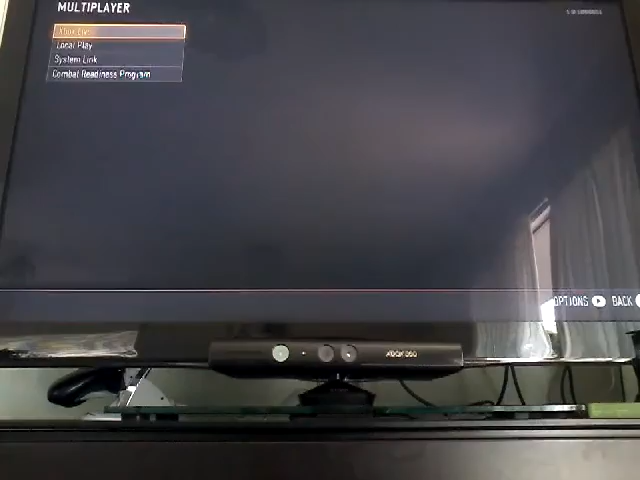 MULTIPLAYER
Xbox Live
Local Play
System Link
Combat Readiness Program
OPTIONS
BACK
XBOX 360